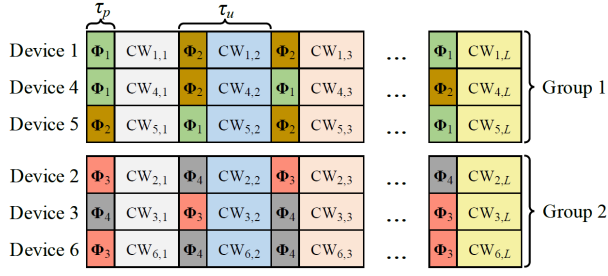 τp τu
Device 1 Φ1 CW1,1 Φ2 CW1,2 Φ2 CW1,3 ... Φ1 CW1,L
Device 4 Φ1 CW4,1 Φ2 CW4,2 Φ1 CW4,3 ... Φ2 CW4,L Group 1
Device 5 Φ2 CW5,1 Φ1 CW5,2 Φ2 CW5,3 ... Φ1 CW5,L
Device 2 Φ3 CW2,1 Φ4 CW2,2 Φ3 CW2,3 ... Φ4 CW2,L
Device 3 Φ4 CW3,1 Φ3 CW3,2 Φ4 CW3,3 ... Φ3 CW3,L Group 2
Device 6 Φ3 CW6,1 Φ4 CW6,2 Φ4 CW6,3 ... Φ3 CW6,L